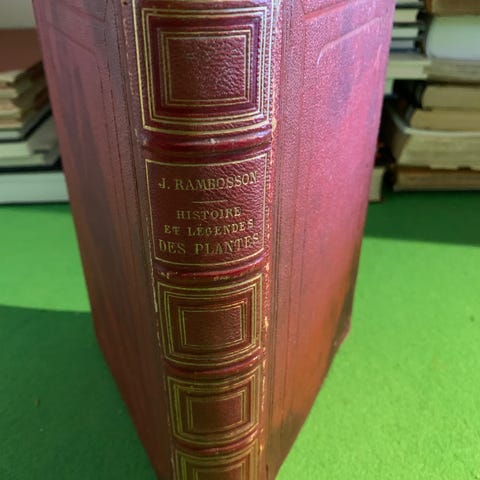 J. RAMBOSSON
HISTOIRE
ET LÉGENDES
DES PLANTES